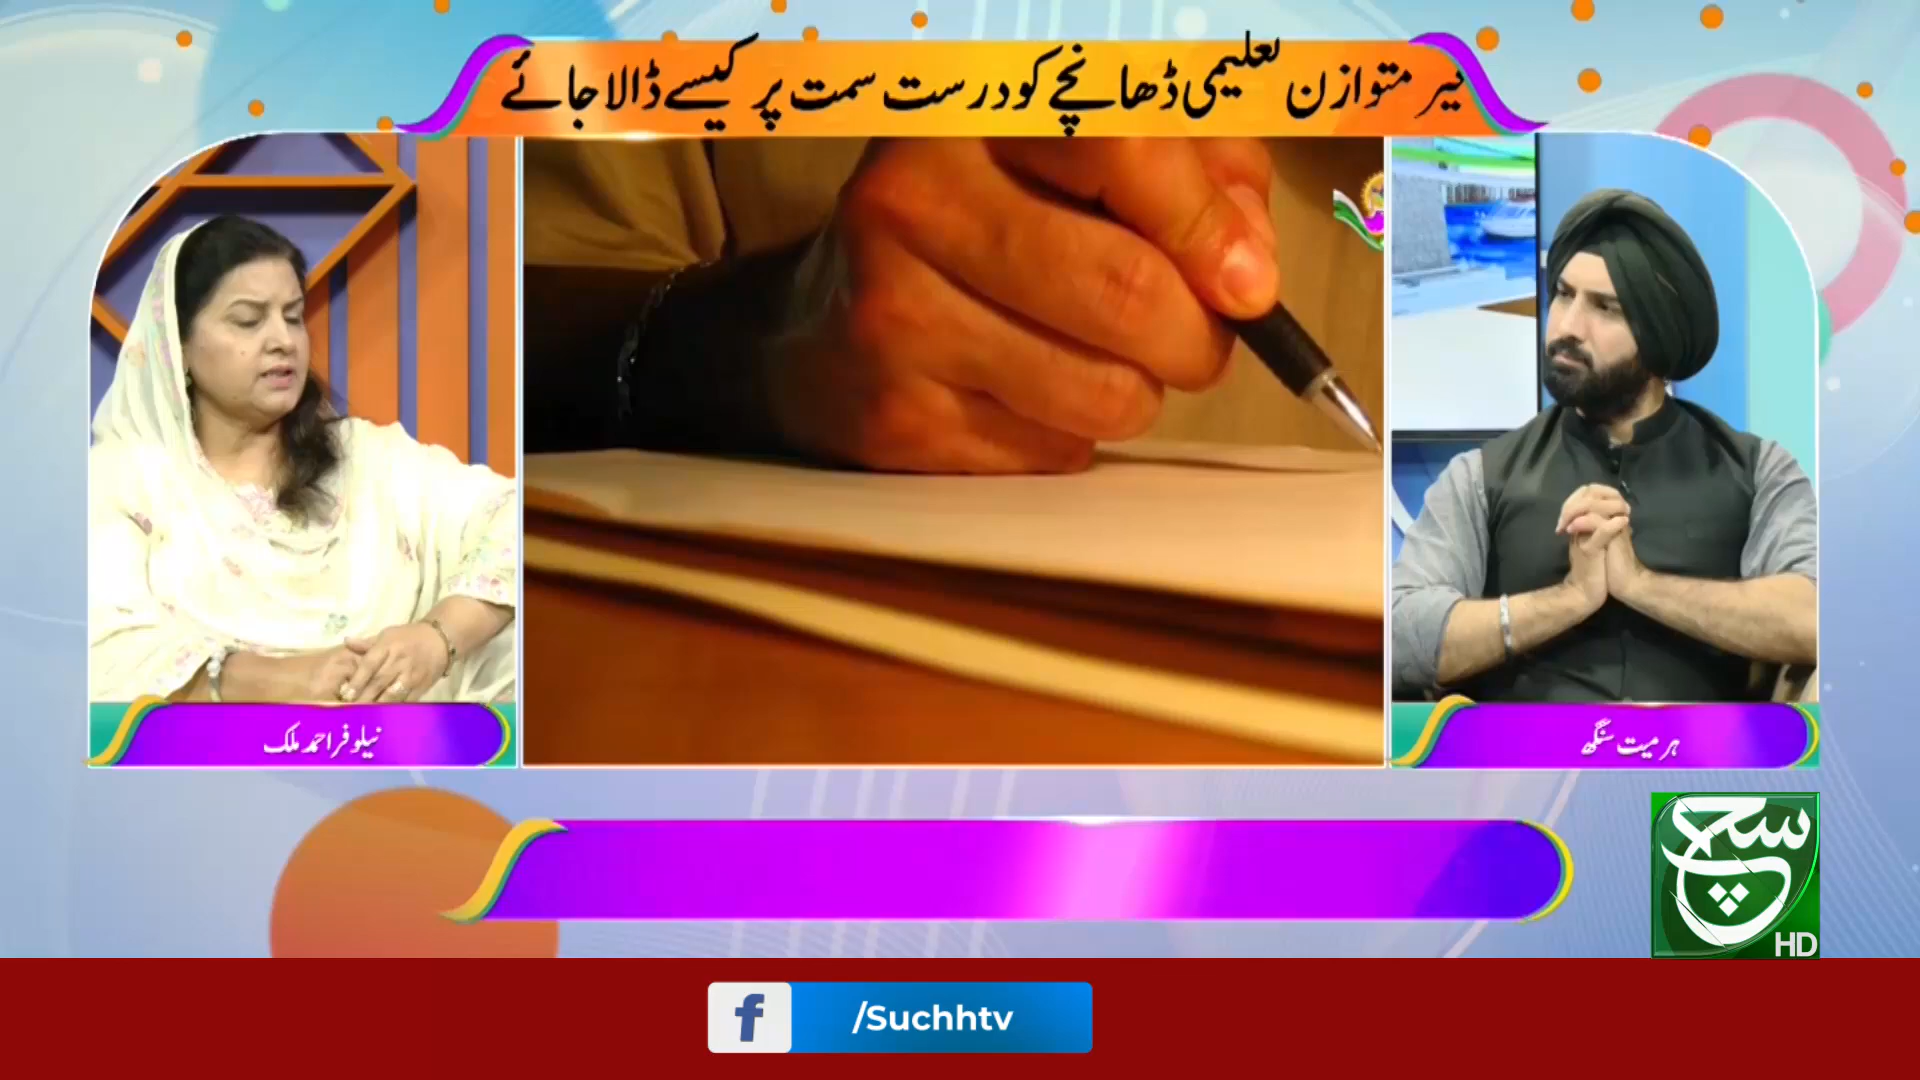 غیر متوازن تعلیمی ڈھانچے کو درست سمت پر کیسے ڈالا جائے
نیلوفر احمد ملک
ہرمیت سنگھ
سچ
HD
/Suchhtv